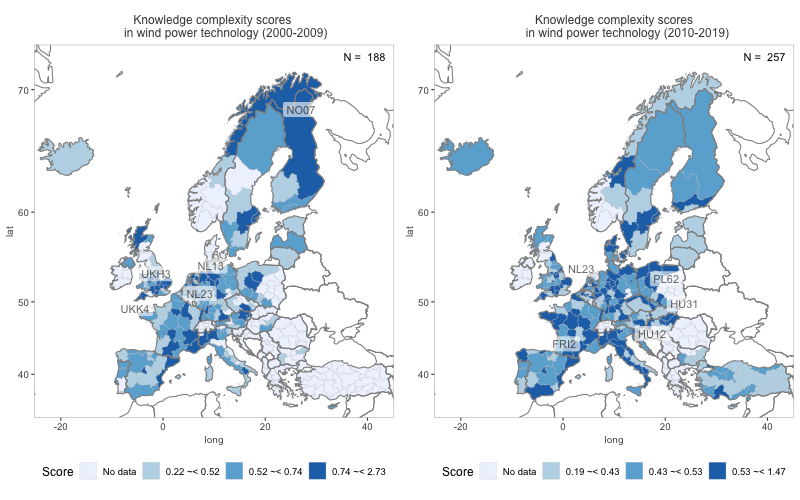 Knowledge complexity scores
in wind power technology (2000-2009)
N = 188
70
60
50
40
lat
NO07
UKH3
NL13
NL23
UKK4
-20
0
20
40
long
Score
No data
0.22 ~< 0.52
0.52 ~< 0.74
0.74 ~< 2.73
Knowledge complexity scores
in wind power technology (2010-2019)
N = 257
70
60
50
40
lat
NL23
PL62
HU31
HU12
FRI2
-20
0
20
40
long
Score
No data
0.19 ~< 0.43
0.43 ~< 0.53
0.53 ~< 1.47